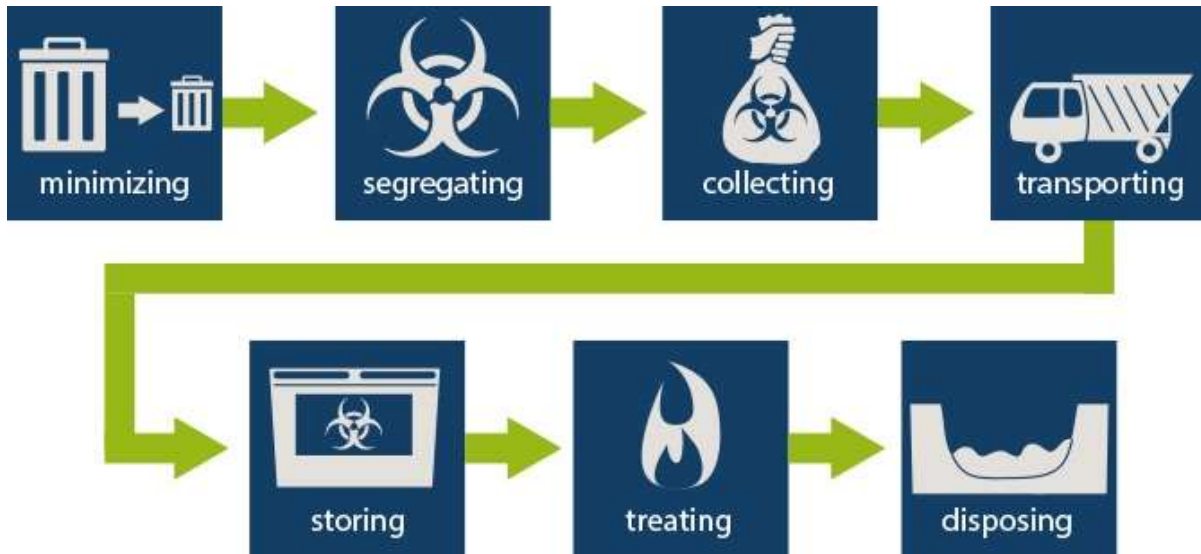 minimizing
segregating
collecting
transporting
storing
treating
disposing